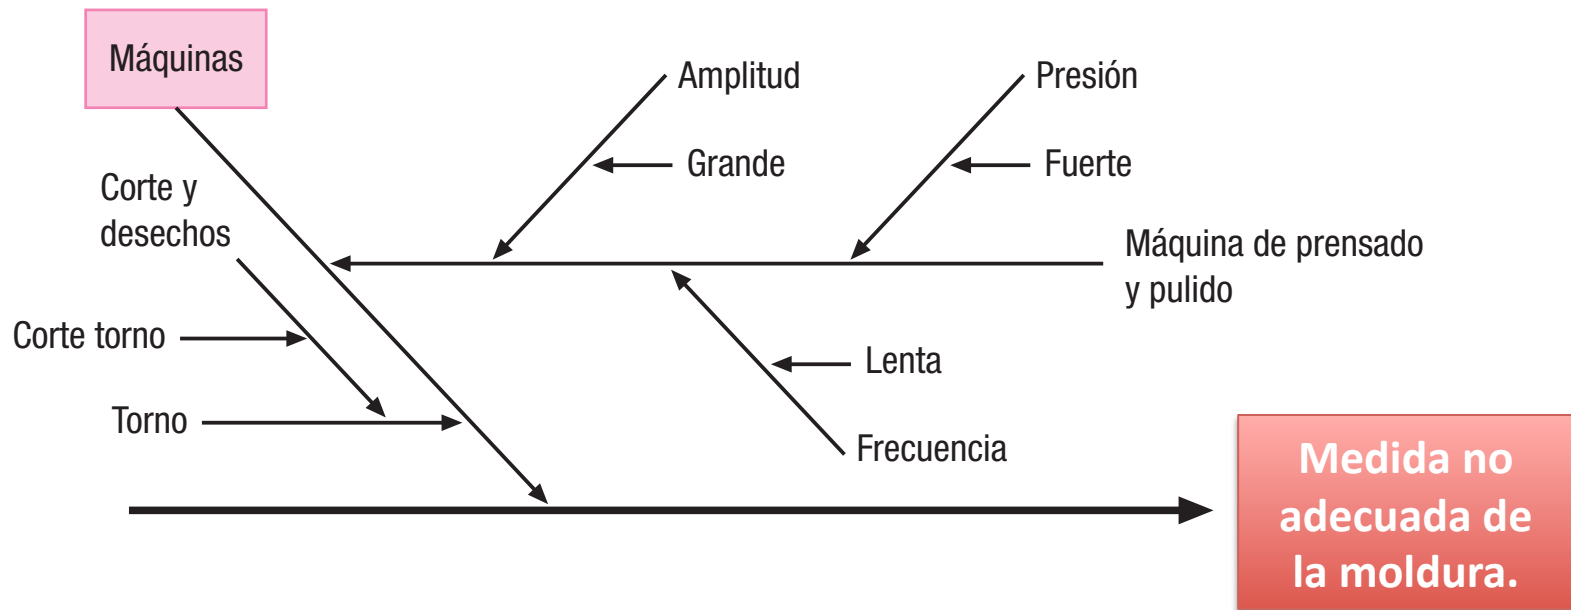 Máquinas
Amplitud
Presión
Grande
Fuerte
Corte y
desechos
Máquina de prensado
y pulido
Corte torno
Lenta
Torno
Frecuencia
Medida no
adecuada de
la moldura.